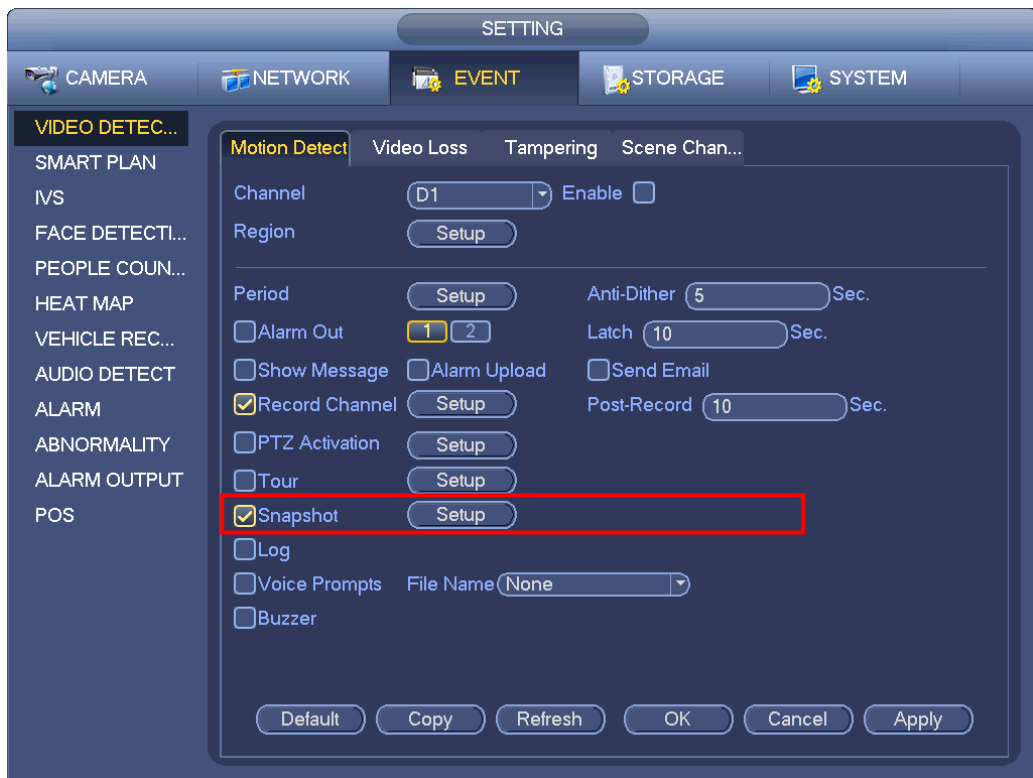 SETTING
CAMERA NETWORK EVENT STORAGE SYSTEM
VIDEO DETEC...
SMART PLAN
IVS
FACE DETECTI...
PEOPLE COUN...
HEAT MAP
VEHICLE REC...
AUDIO DETECT
ALARM
ABNORMALITY
ALARM OUTPUT
POS
Motion Detect Video Loss Tampering Scene Chan...
Channel D1 Enable
Region Setup
Period Setup Anti-Dither 5 Sec.
Alarm Out 1 2 Latch 10 Sec.
Show Message Alarm Upload Send Email
Record Channel Setup Post-Record 10 Sec.
PTZ Activation Setup
Tour Setup
Snapshot Setup
Log
Voice Prompts File Name None
Buzzer
Default Copy Refresh OK Cancel Apply